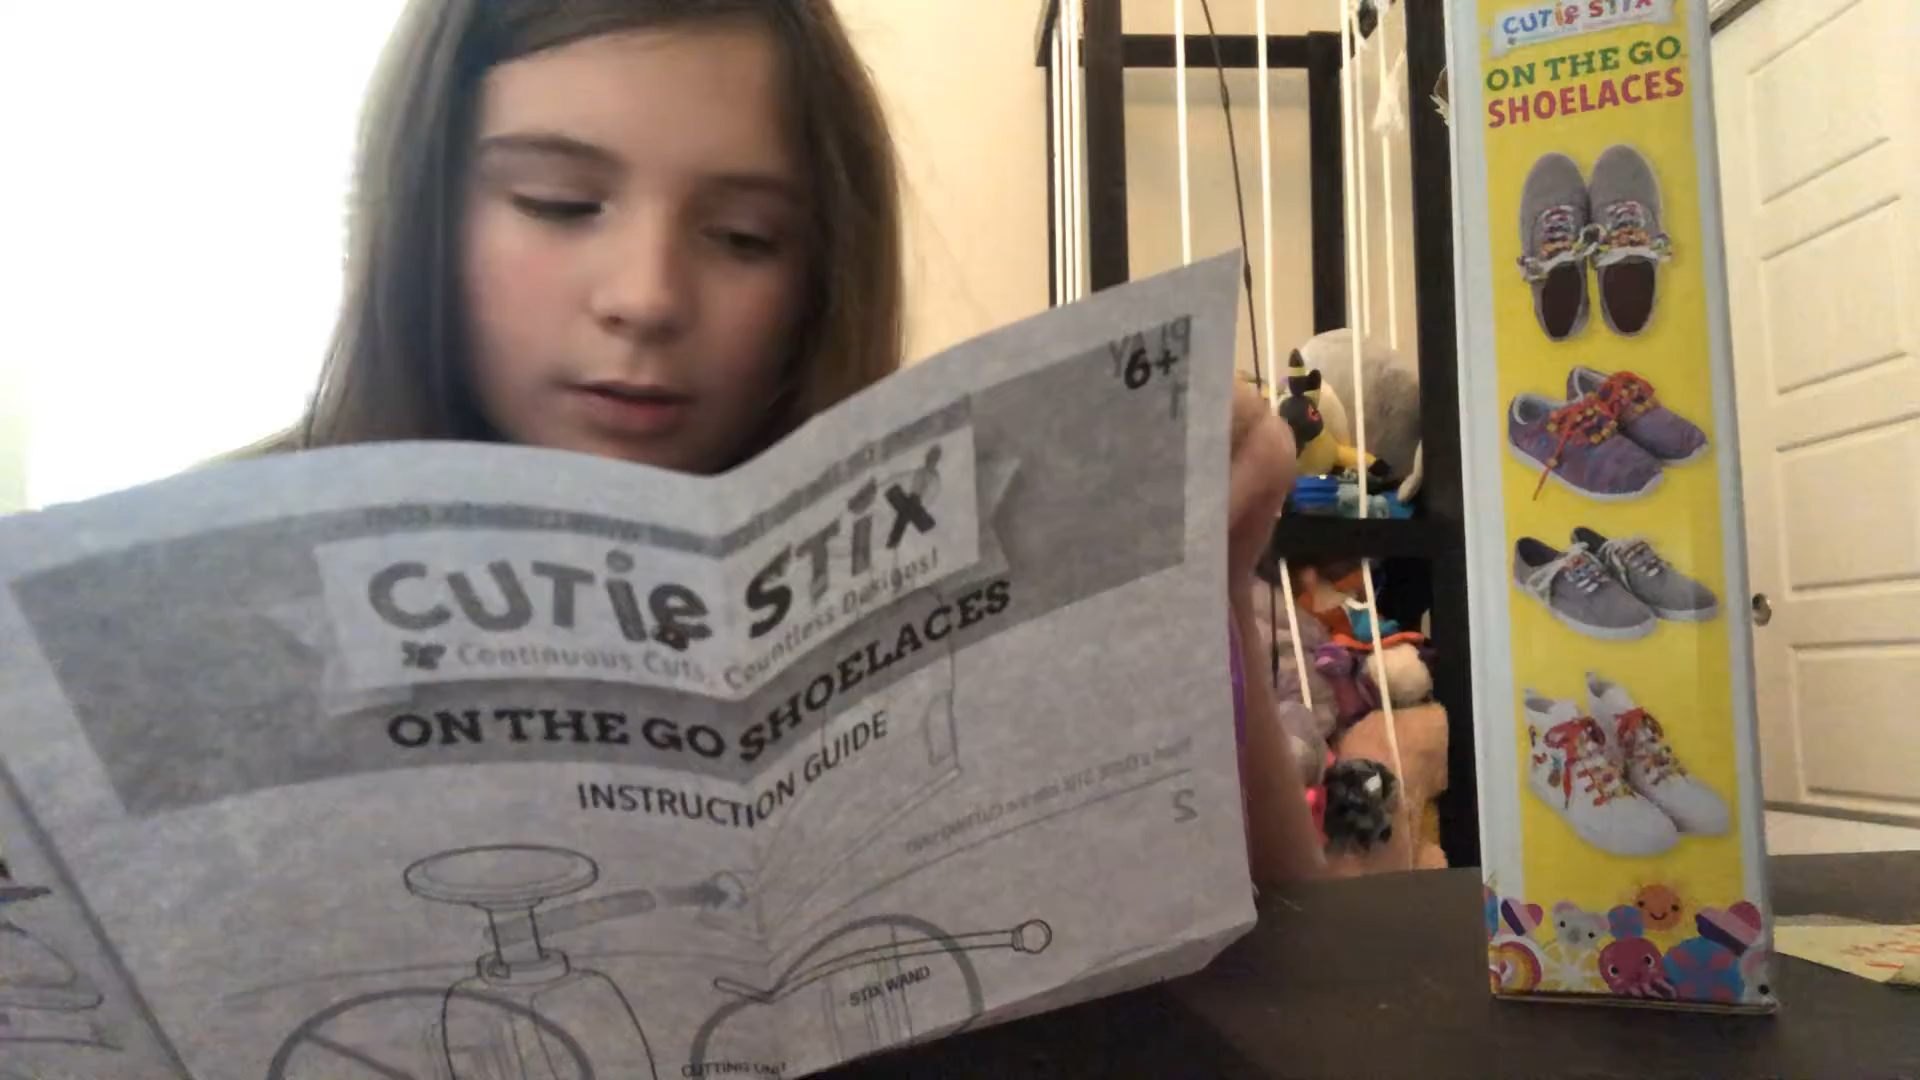 CUTIE STIX
ON THE GO
SHOELACES
6+
CUTIE STIX
Continuous Cuts, Countless Designs!
ON THE GO SHOELACES
INSTRUCTION GUIDE
STIX WAND
CUTTING UNIT